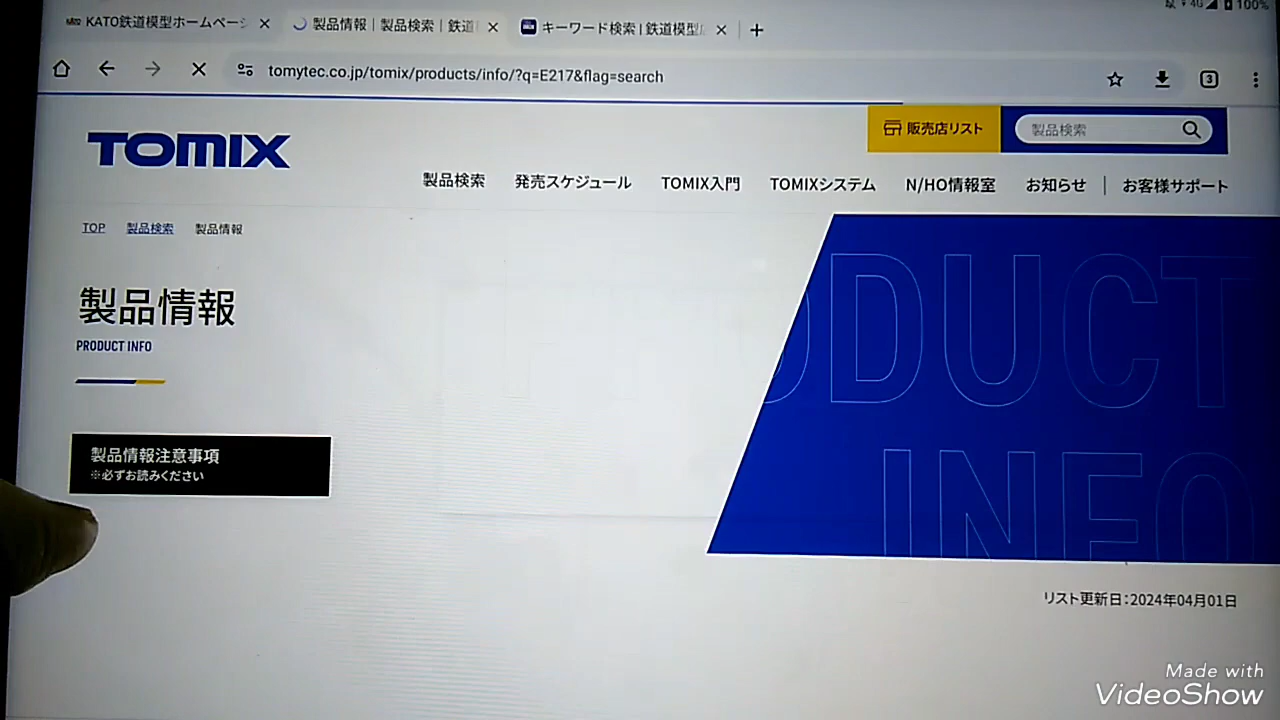 KATO鉄道模型ホームページ
製品情報｜製品検索｜鉄道
キーワード検索 | 鉄道模型
4G 100%
tomytec.co.jp/tomix/products/info/?q=E217&flag=search
3
TOMIX
販売店リスト
製品検索
製品検索 発売スケジュール TOMIX入門 TOMIXシステム N/HO情報室 お知らせ | お客様サポート
TOP 製品検索 製品情報
製品情報
PRODUCT INFO
ODUCT
INFO
製品情報注意事項
※必ずお読みください
リスト更新日：2024年04月01日
Made with
VideoShow